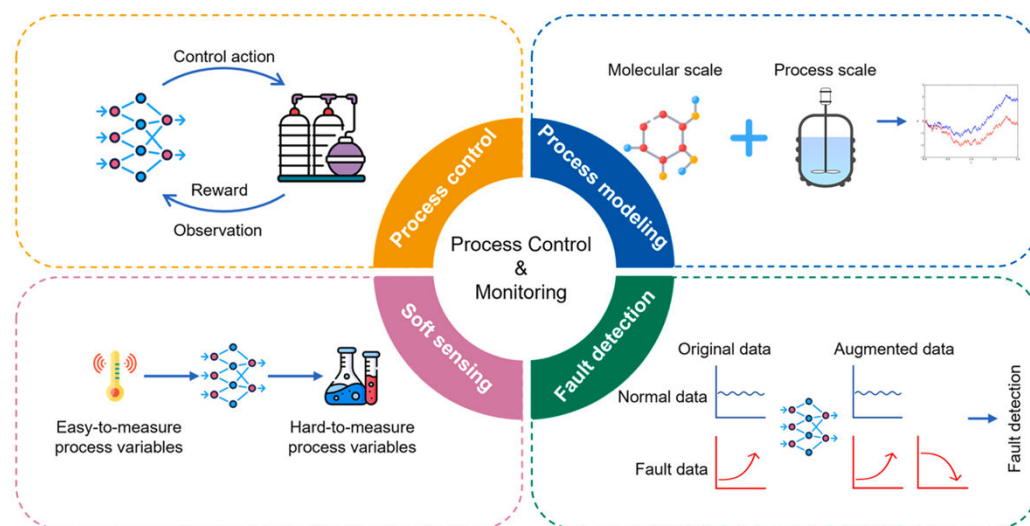 Control action
Reward
Observation
Process control
Molecular scale
Process scale
Process modeling
Process Control
&
Monitoring
Soft sensing
Easy-to-measure
process variables
Hard-to-measure
process variables
Fault detection
Original data
Augmented data
Normal data
Fault data
Fault detection